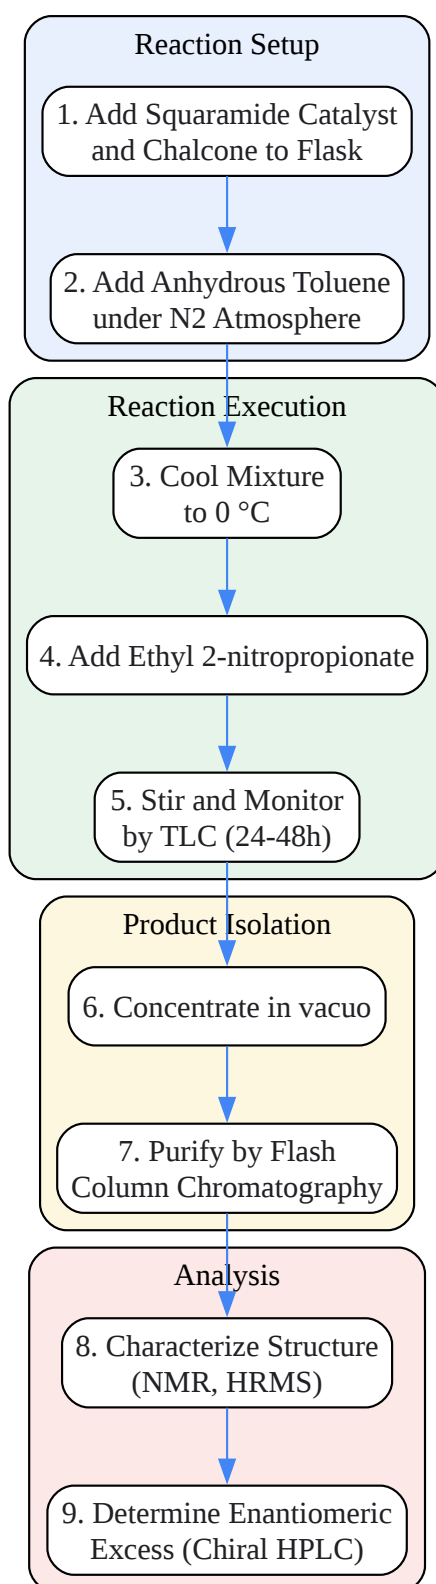 Reaction Setup
1. Add Squaramide Catalyst
and Chalcone to Flask
2. Add Anhydrous Toluene
under N2 Atmosphere
Reaction Execution
3. Cool Mixture
to 0 °C
4. Add Ethyl 2-nitropropionate
5. Stir and Monitor
by TLC (24-48h)
Product Isolation
6. Concentrate in vacuo
7. Purify by Flash
Column Chromatography
Analysis
8. Characterize Structure
(NMR, HRMS)
9. Determine Enantiomeric
Excess (Chiral HPLC)